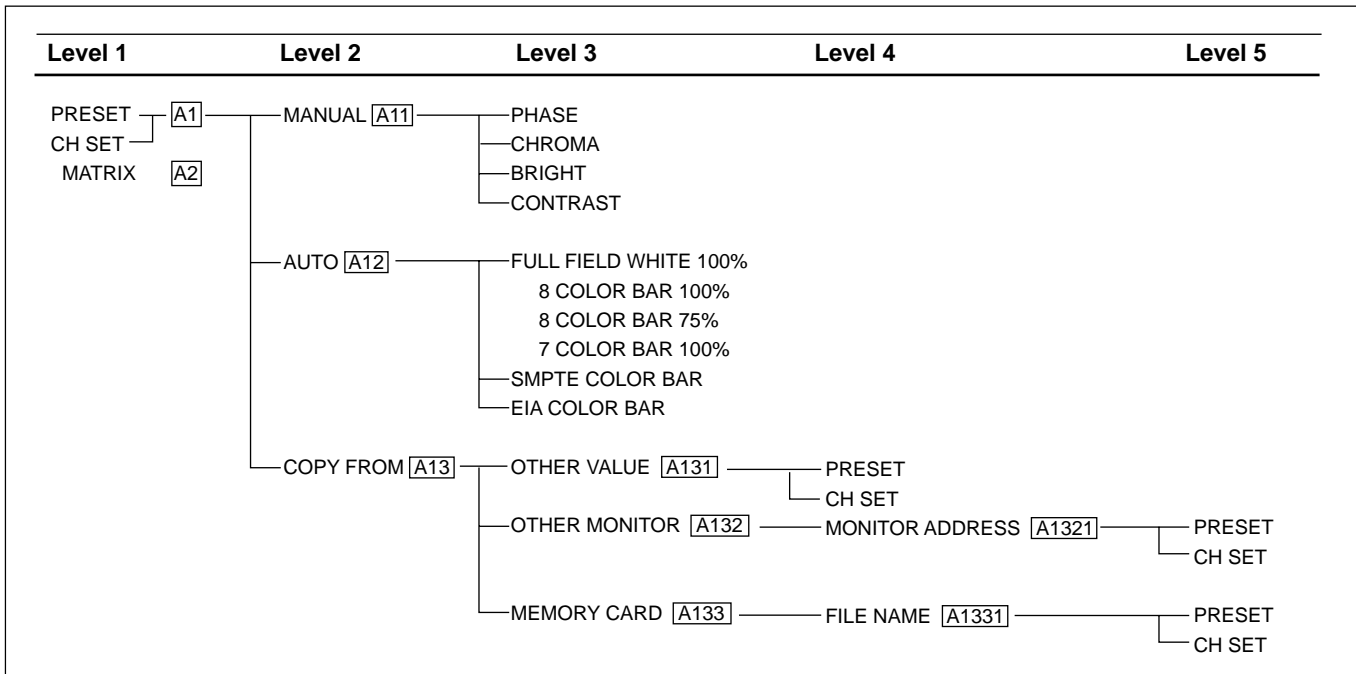 Level 1 Level 2 Level 3 Level 4 Level 5
PRESET A1 MANUAL A11 PHASE
CH SET CHROMA
MATRIX A2 BRIGHT
CONTRAST
AUTO A12 FULL FIELD WHITE 100%
8 COLOR BAR 100%
8 COLOR BAR 75%
7 COLOR BAR 100%
SMPTE COLOR BAR
EIA COLOR BAR
COPY FROM A13 OTHER VALUE A131 PRESET
CH SET
OTHER MONITOR A132 MONITOR ADDRESS A1321 PRESET
CH SET
MEMORY CARD A133 FILE NAME A1331 PRESET
CH SET